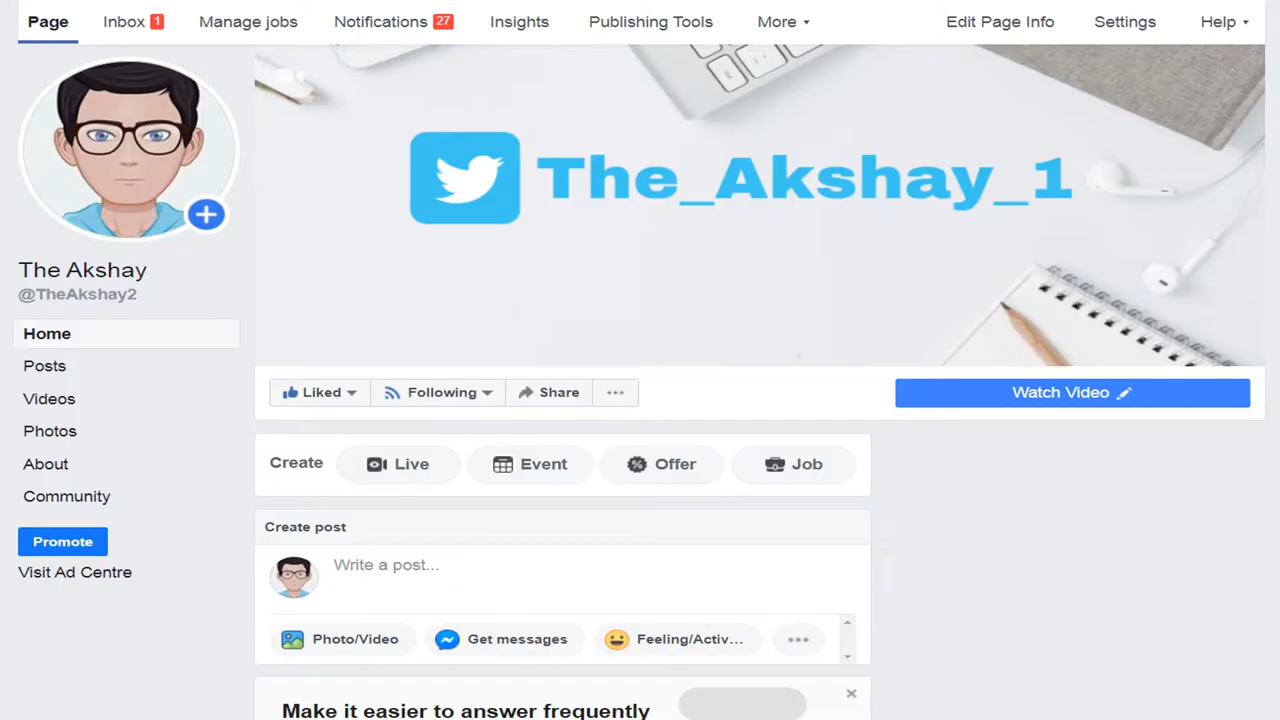 Page Inbox 1 Manage jobs Notifications 27 Insights Publishing Tools More Edit Page Info Settings Help
The_Akshay_1
The Akshay
@TheAkshay2
Home
Posts
Videos
Photos
About
Community
Promote
Visit Ad Centre
Liked Following Share Watch Video
Create Live Event Offer Job
Create post
Write a post...
Photo/Video Get messages Feeling/Activ...
Make it easier to answer frequently